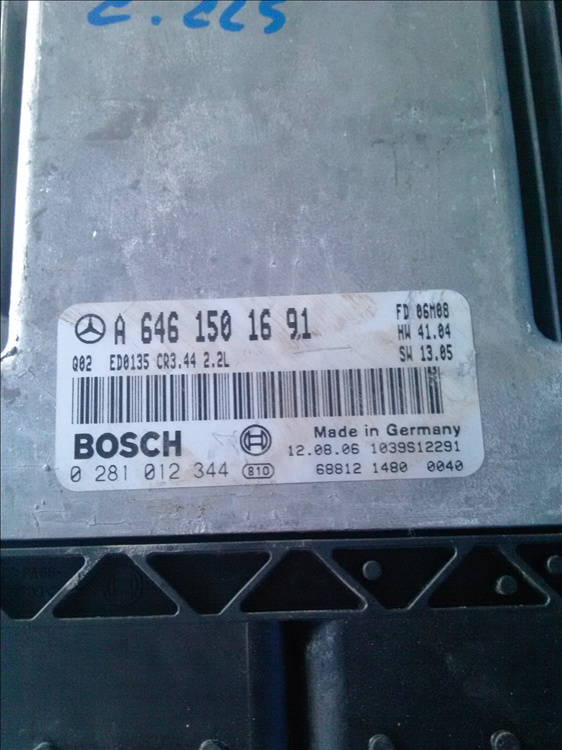 A 646 150 16 91
FD 06M08
HW 41.04
SW 13.05
Q02 ED0135 CR3.44 2.2L
BOSCH
Made in Germany
12.08.06 1039S12291
0 281 012 344 810
68812 1480 0040